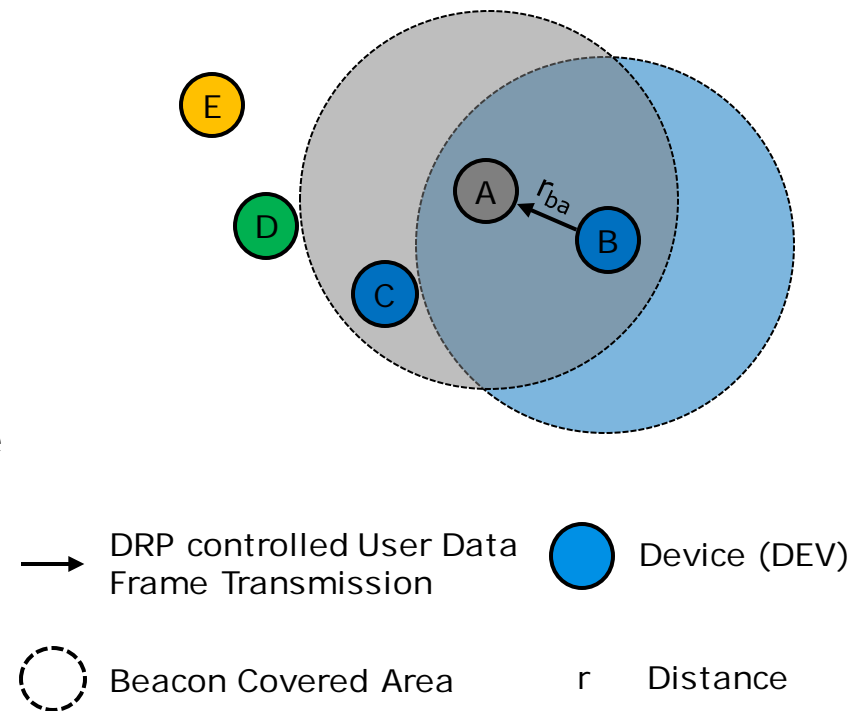 E
A
r_ba
B
D
C
DRP controlled User Data
Frame Transmission
Device (DEV)
Beacon Covered Area
r
Distance